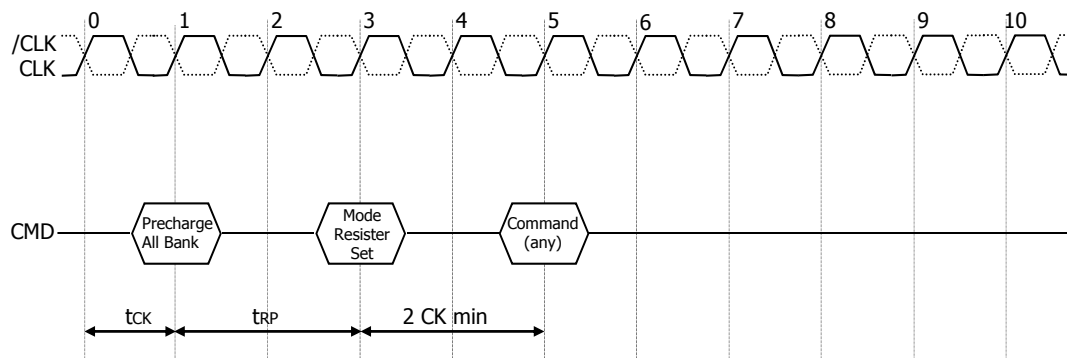 0 1 2 3 4 5 6 7 8 9 10
/CLK
CLK
CMD
Precharge
All Bank
Mode
Resister
Set
Command
(any)
tCK tRP 2 CK min